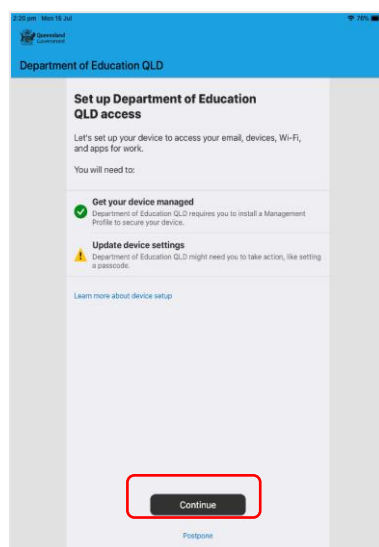 2:20 pm Mon 18 Jul
76%
Queensland
Government
Department of Education QLD
Set up Department of Education
QLD access
Let's set up your device to access your email, devices, Wi-Fi,
and apps for work.
You will need to:
Get your device managed
Department of Education QLD requires you to install a Management
Profile to secure your device.
Update device settings
Department of Education QLD might need you to take action, like setting
a passcode.
Learn more about device setup
Continue
Postpone